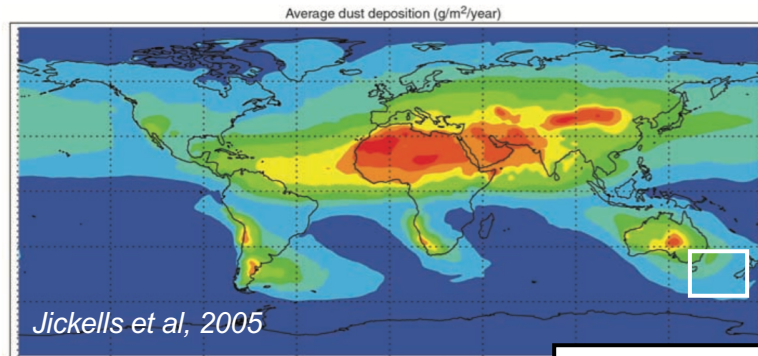 Average dust deposition (g/m²/year)
Jickells et al, 2005